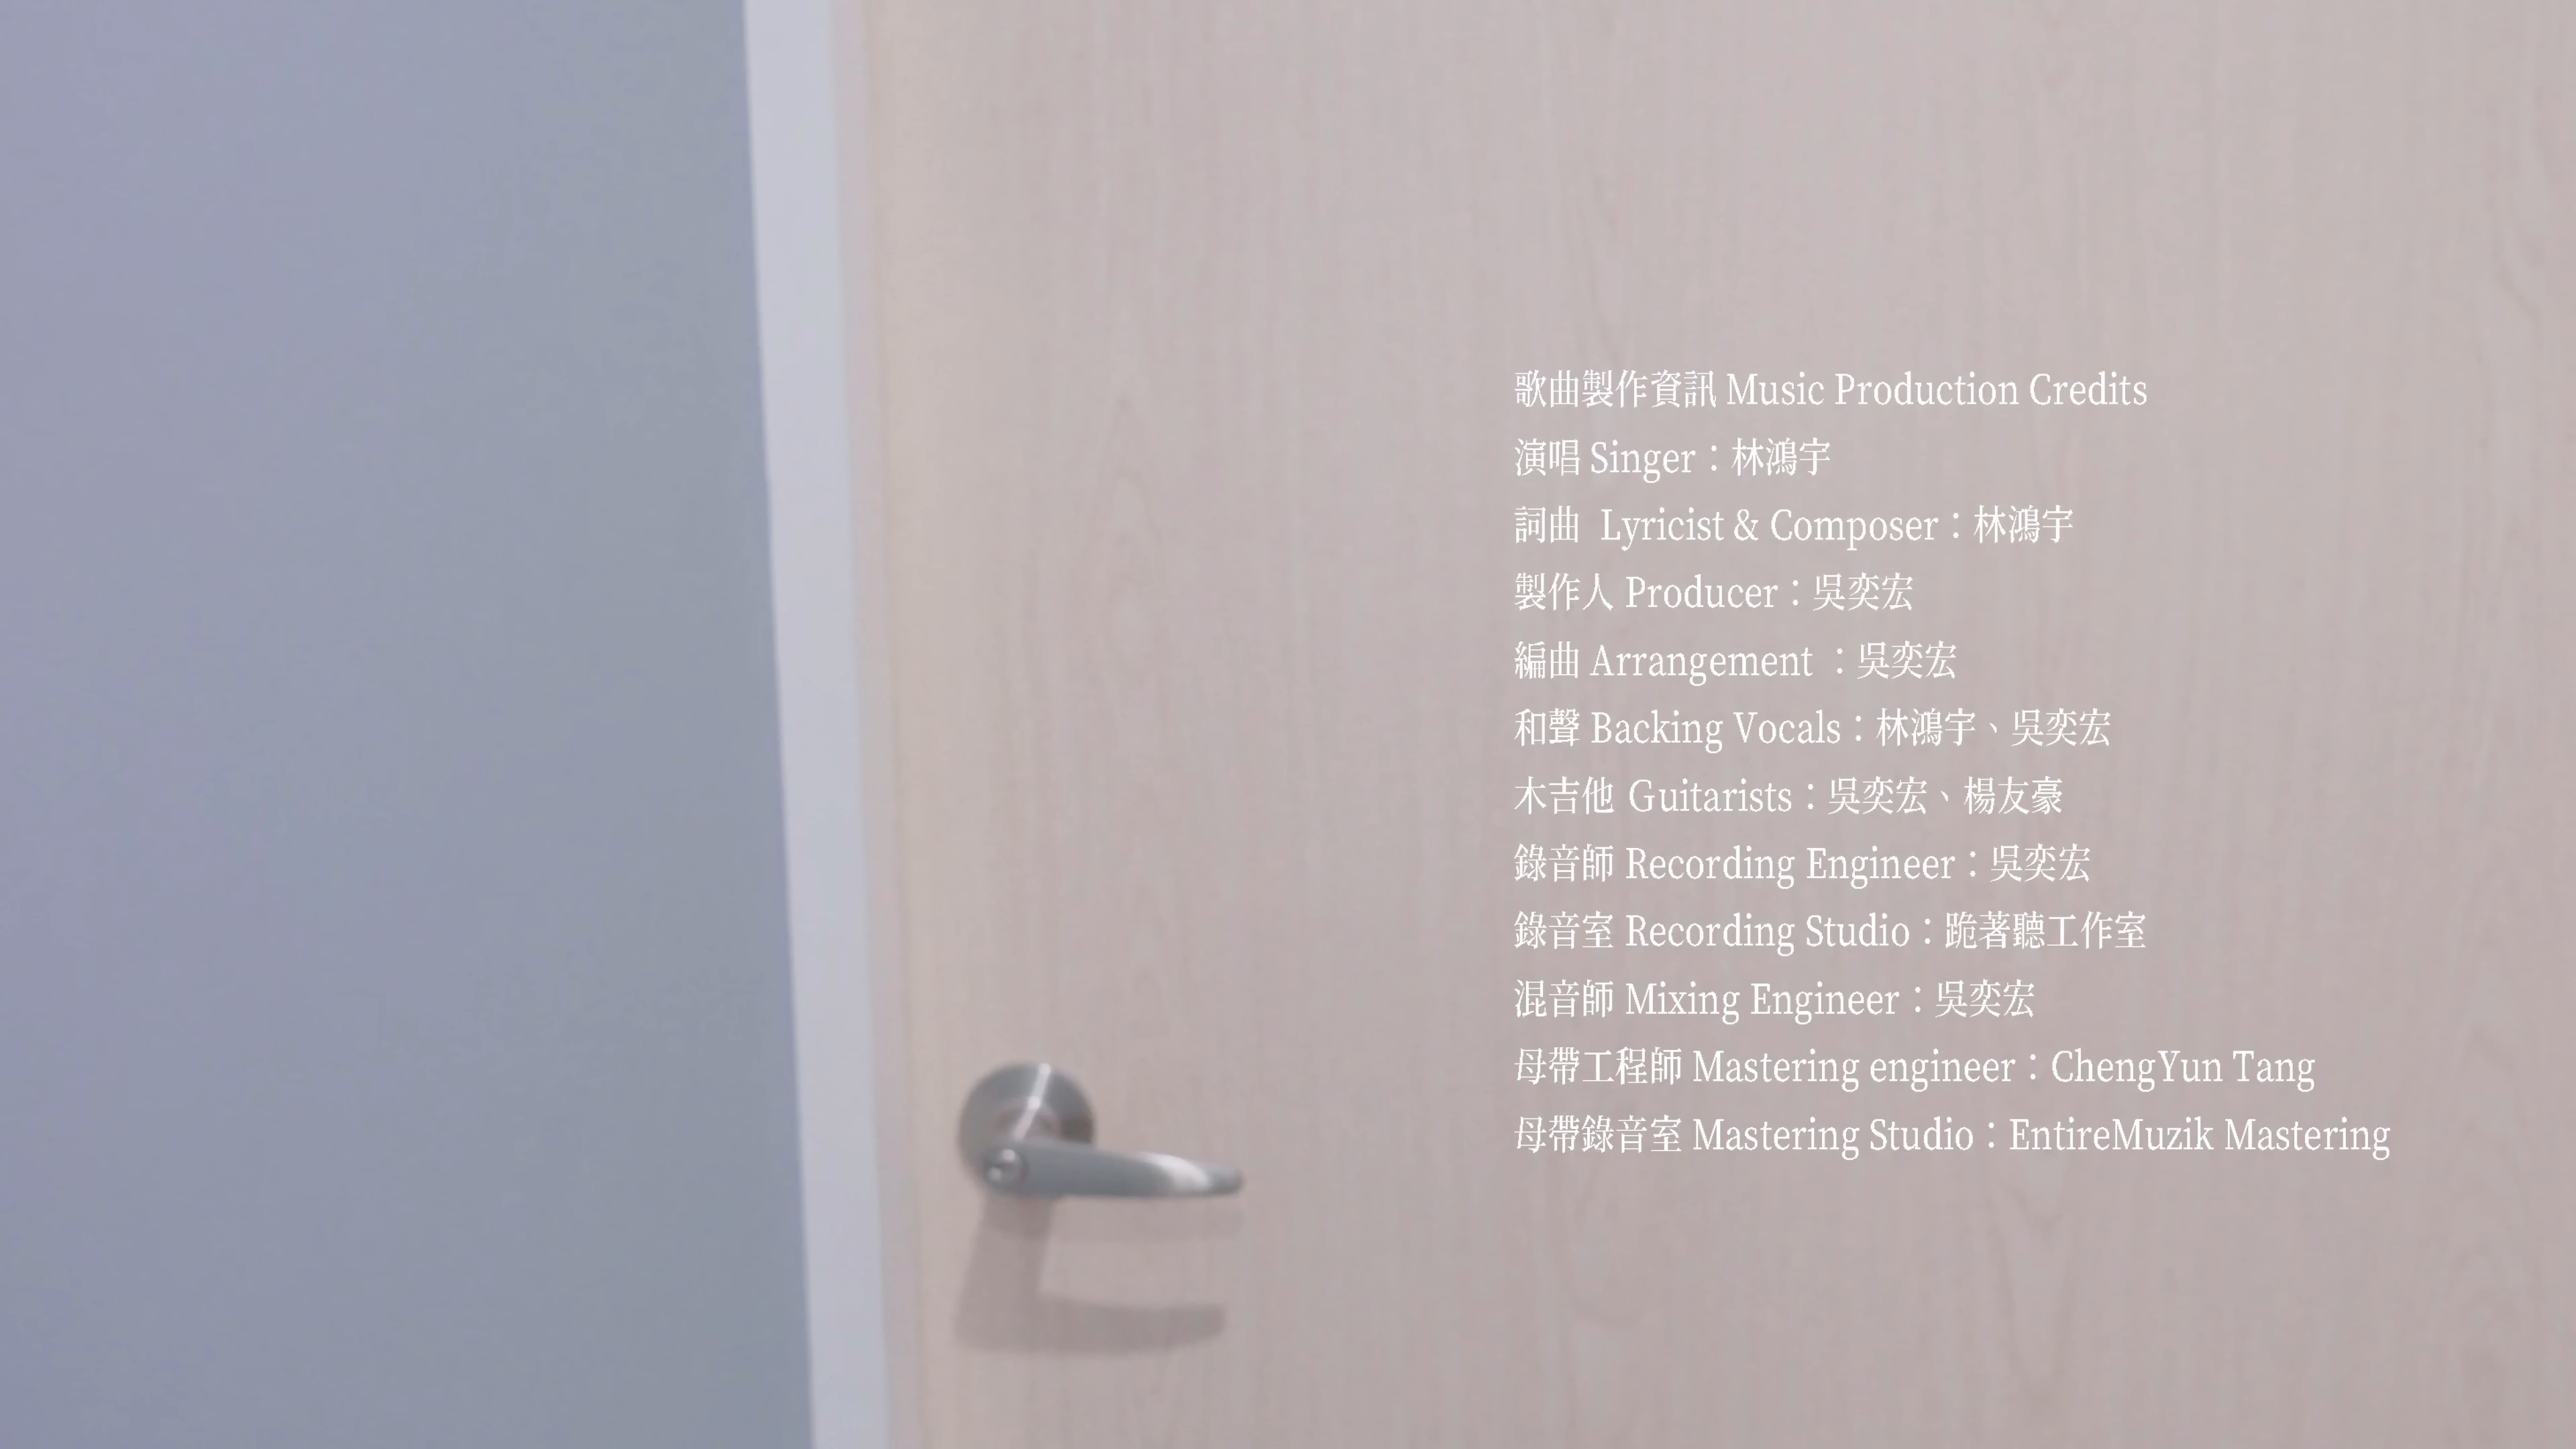 歌曲製作資訊 Music Production Credits
演唱 Singer：林鴻宇
詞曲  Lyricist & Composer：林鴻宇
製作人 Producer：吳奕宏
編曲 Arrangement ：吳奕宏
和聲 Backing Vocals：林鴻宇、吳奕宏
木吉他 Guitarists：吳奕宏、楊友豪
錄音師 Recording Engineer：吳奕宏
錄音室 Recording Studio：跪著聽工作室
混音師 Mixing Engineer：吳奕宏
母帶工程師 Mastering engineer：ChengYun Tang
母帶錄音室 Mastering Studio：EntireMuzik Mastering